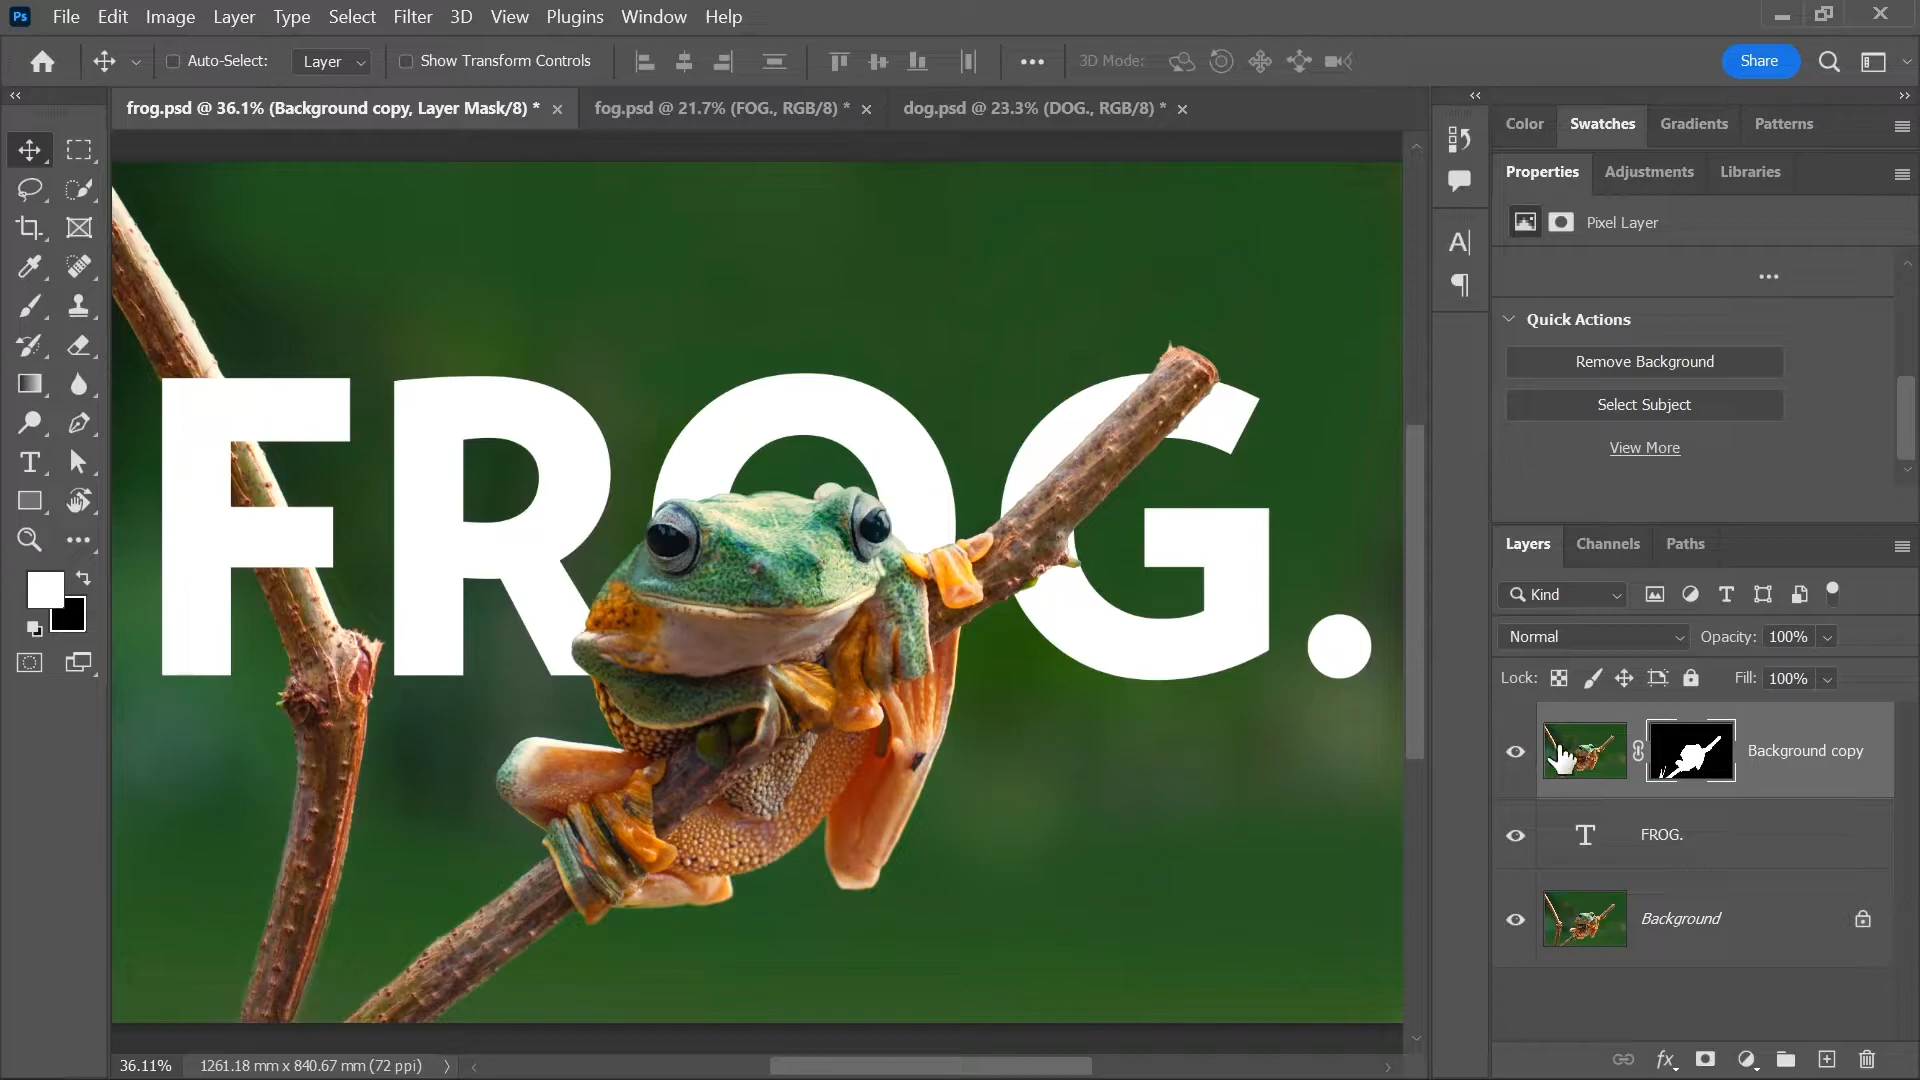 Ps File Edit Image Layer Type Select Filter 3D View Plugins Window Help
Auto-Select: Layer Show Transform Controls 3D Mode: Share
frog.psd @ 36.1% (Background copy, Layer Mask/8) * fog.psd @ 21.7% (FOG., RGB/8) * dog.psd @ 23.3% (DOG., RGB/8) *
Color Swatches Gradients Patterns
Properties Adjustments Libraries
Pixel Layer
Quick Actions
Remove Background
Select Subject
View More
FROG.
Layers Channels Paths
Kind
Normal Opacity: 100%
Lock: Fill: 100%
Background copy
FROG.
Background
36.11% 1261.18 mm x 840.67 mm (72 ppi)